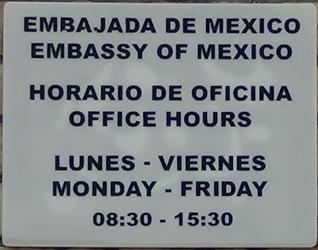 EMBAJADA DE MEXICO
EMBASSY OF MEXICO
HORARIO DE OFICINA
OFFICE HOURS
LUNES - VIERNES
MONDAY - FRIDAY
08:30 - 15:30